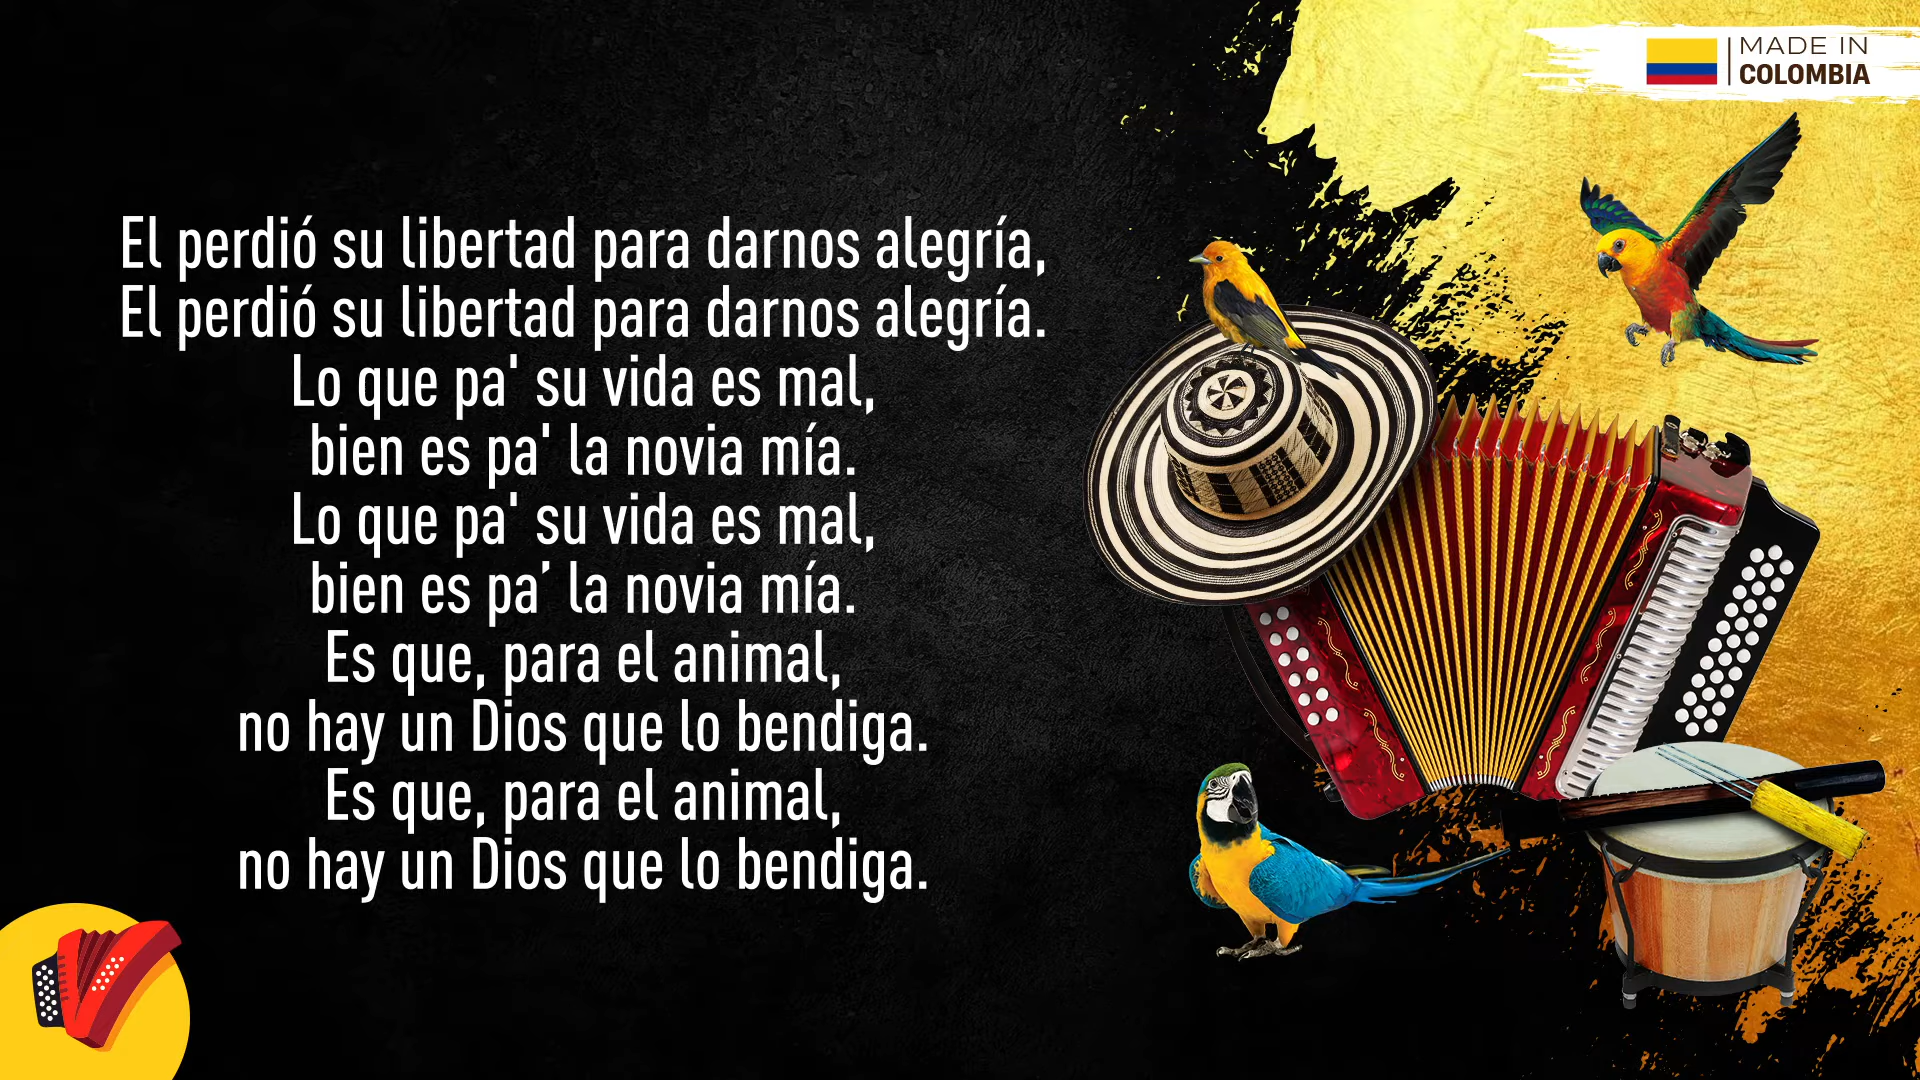 MADE IN
COLOMBIA
El perdió su libertad para darnos alegría,
El perdió su libertad para darnos alegría.
Lo que pa' su vida es mal,
bien es pa' la novia mía.
Lo que pa' su vida es mal,
bien es pa’ la novia mía.
Es que, para el animal,
no hay un Dios que lo bendiga.
Es que, para el animal,
no hay un Dios que lo bendiga.